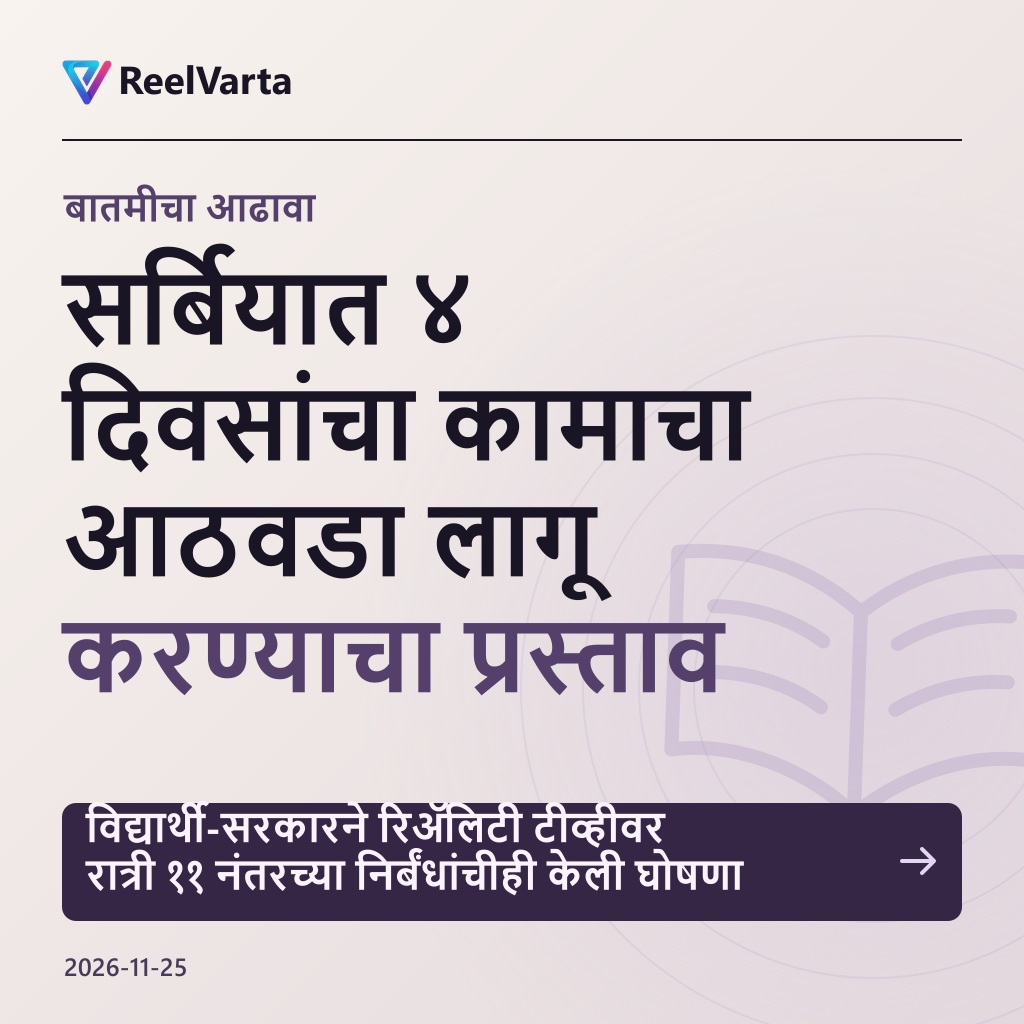 ReelVarta
बातमीचा आढावा
सर्बियात ४
दिवसांचा कामाचा
आठवडा लागू
करण्याचा प्रस्ताव
विद्यार्थी-सरकारने रिॲलिटी टीव्हीवर
रात्री ११ नंतरच्या निर्बंधांचीही केली घोषणा
2026-11-25